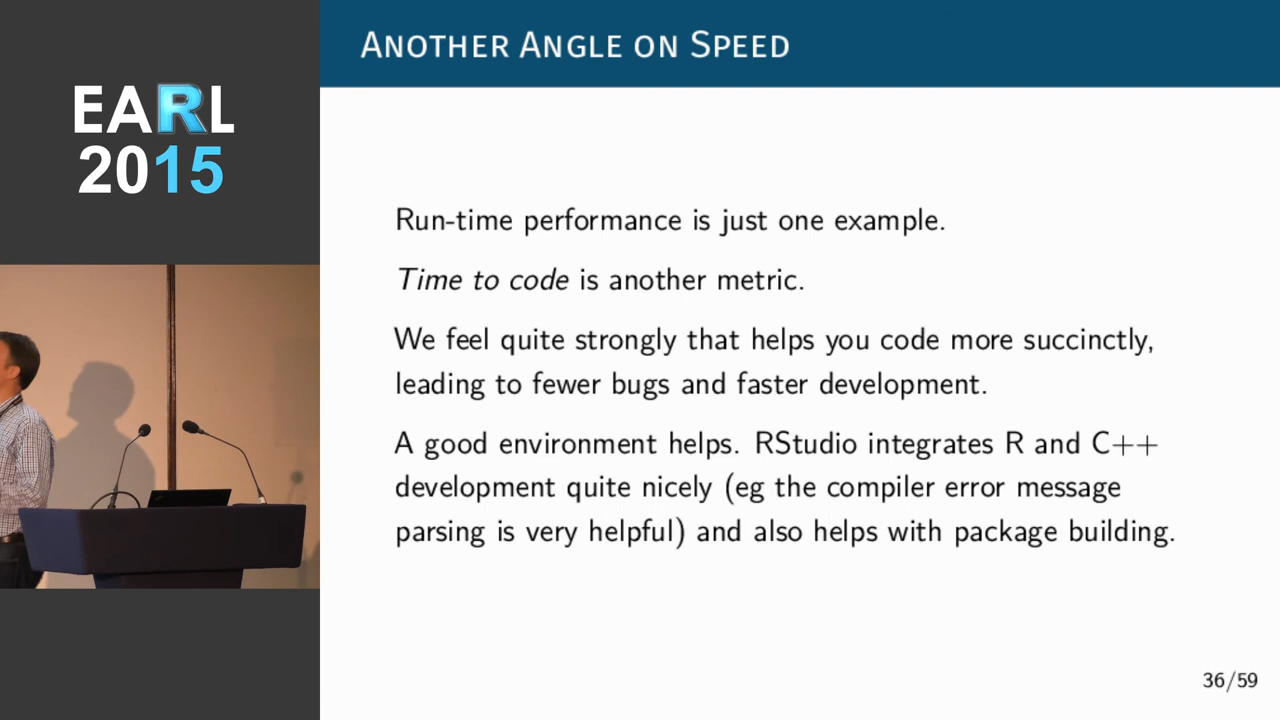 EARL
2015
ANOTHER ANGLE ON SPEED
Run-time performance is just one example.
Time to code is another metric.
We feel quite strongly that helps you code more succinctly,
leading to fewer bugs and faster development.
A good environment helps. RStudio integrates R and C++
development quite nicely (eg the compiler error message
parsing is very helpful) and also helps with package building.
36/59